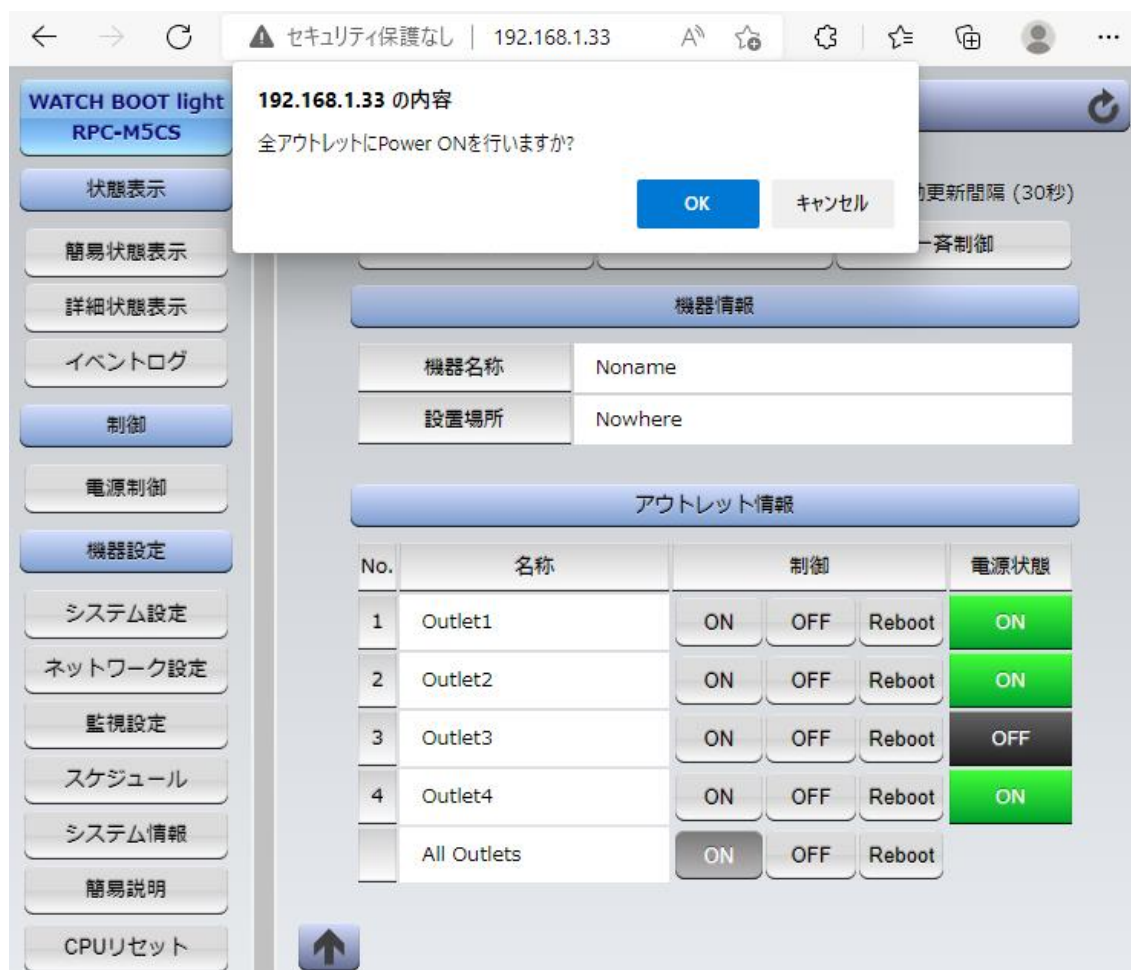 セキュリティ保護なし | 192.168.1.33
192.168.1.33 の内容
全アウトレットにPower ONを行いますか?
OK キャンセル
WATCH BOOT light
RPC-M5CS
状態表示
簡易状態表示
詳細状態表示
イベントログ
制御
電源制御
機器設定
システム設定
ネットワーク設定
監視設定
スケジュール
システム情報
簡易説明
CPUリセット
更新間隔 (30秒)
一斉制御
機器情報
機器名称 Noname
設置場所 Nowhere
アウトレット情報
No. 名称 制御 電源状態
1 Outlet1 ON OFF Reboot ON
2 Outlet2 ON OFF Reboot ON
3 Outlet3 ON OFF Reboot OFF
4 Outlet4 ON OFF Reboot ON
All Outlets ON OFF Reboot